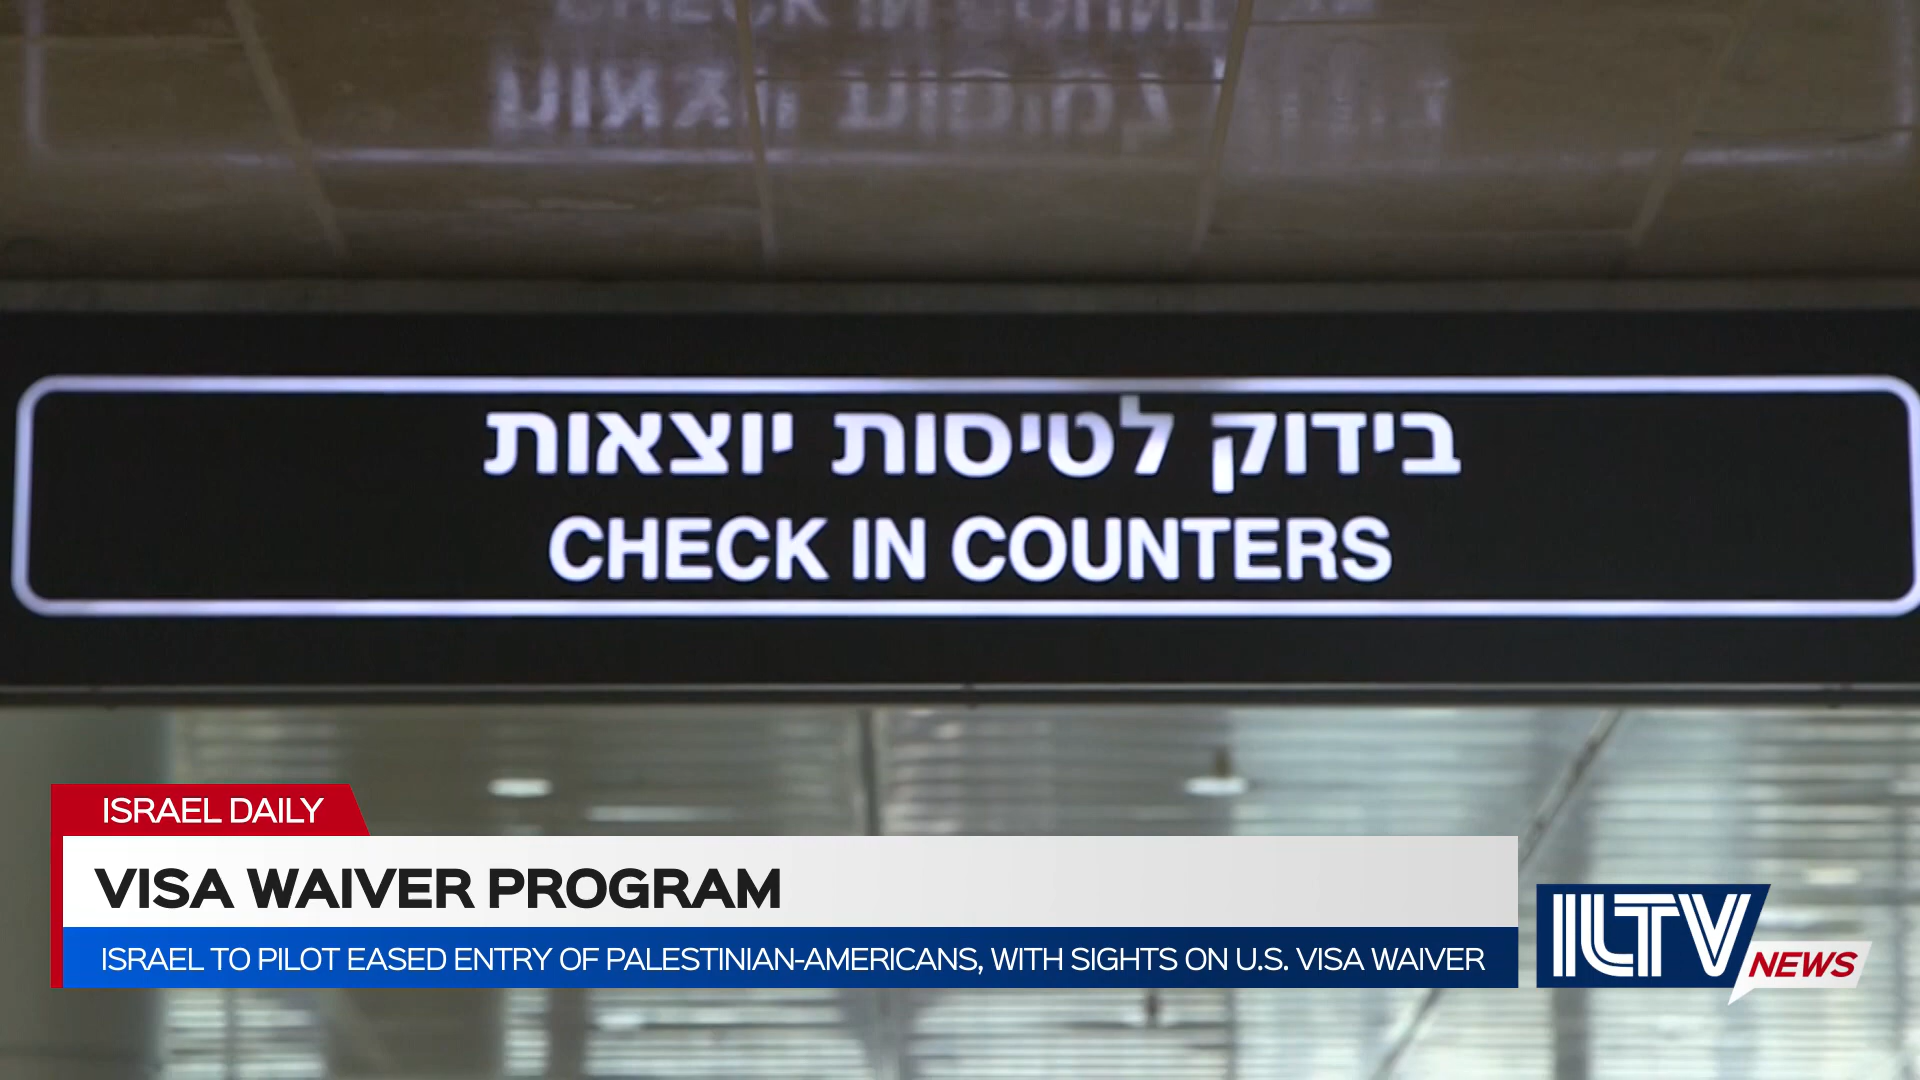 בידוק לטיסות יוצאות
CHECK IN COUNTERS
ISRAEL DAILY
VISA WAIVER PROGRAM
ISRAEL TO PILOT EASED ENTRY OF PALESTINIAN-AMERICANS, WITH SIGHTS ON U.S. VISA WAIVER
ILTV
NEWS